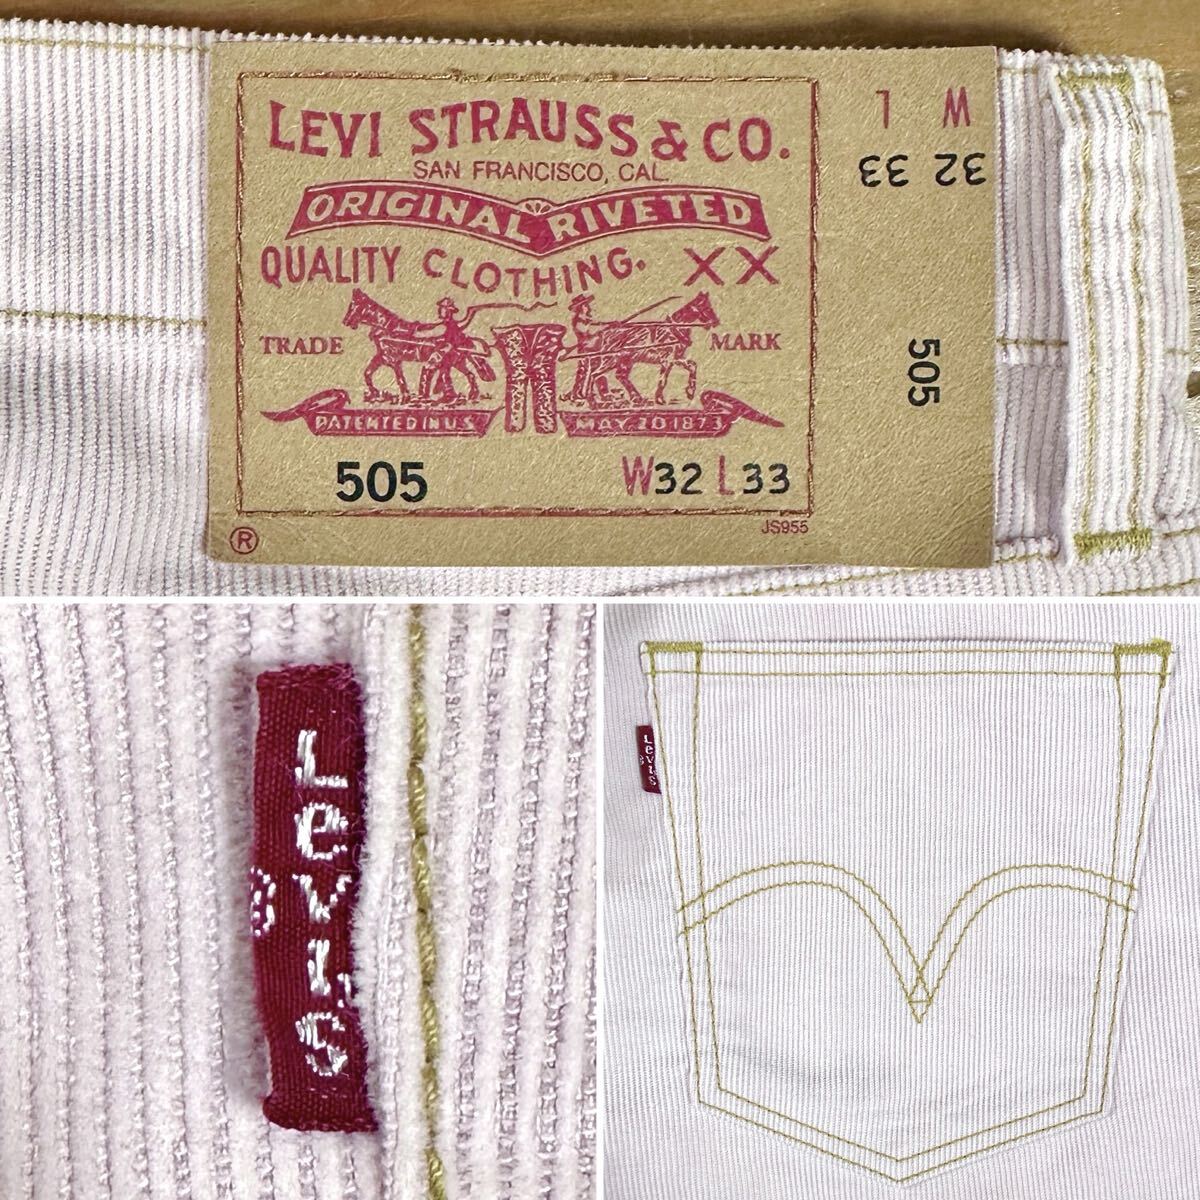 LEVI STRAUSS & CO.
SAN FRANCISCO, CAL.
ORIGINAL RIVETED
QUALITY CLOTHING. XX
TRADE MARK
PATENTED IN U.S. MAY 20 1873
505 W32 L33
® JS955
W L
32 33
505
Levi's
®
Levi's
®